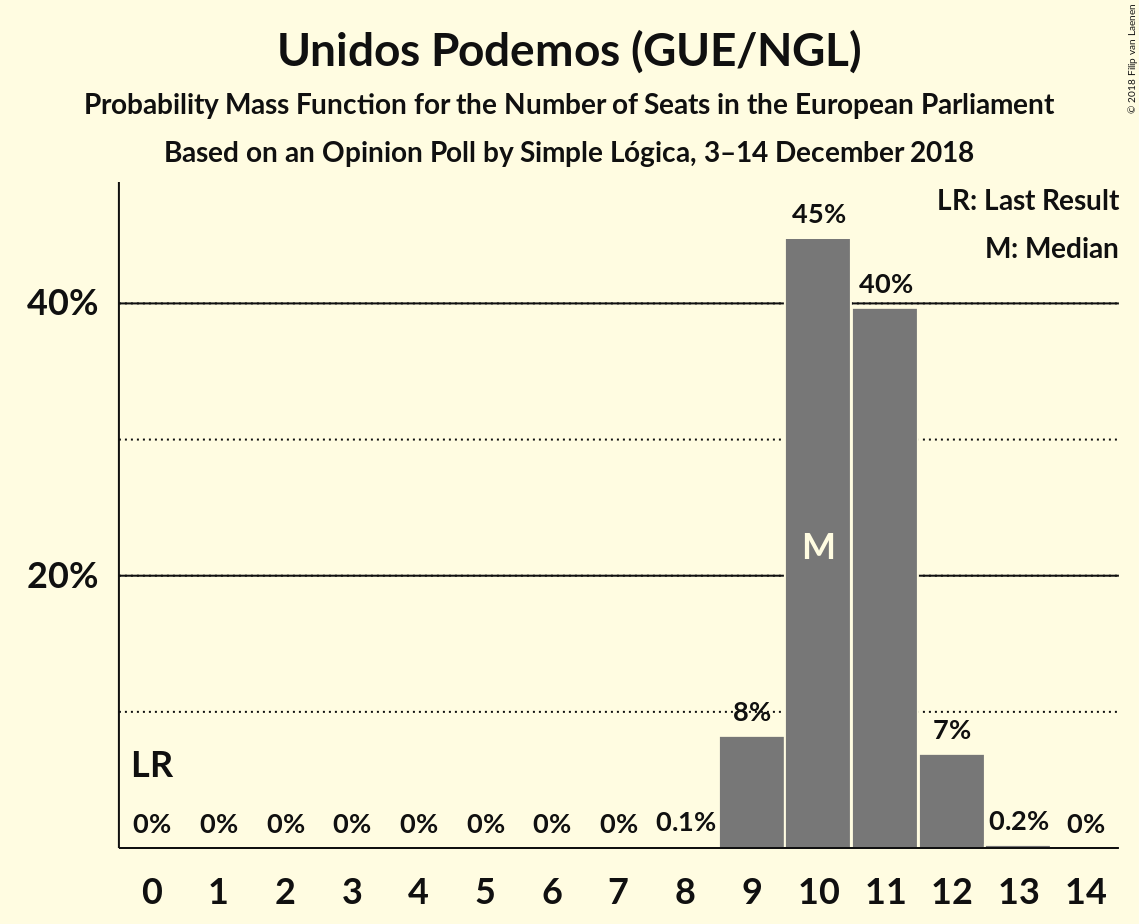 Unidos Podemos (GUE/NGL)
Probability Mass Function for the Number of Seats in the European Parliament
Based on an Opinion Poll by Simple Lógica, 3–14 December 2018
© 2018 Filip van Laenen
LR: Last Result
M: Median
45%
40%
40%
M
20%
8%
7%
LR
0% 0% 0% 0% 0% 0% 0% 0% 0.1% 0.2% 0%
0 1 2 3 4 5 6 7 8 9 10 11 12 13 14